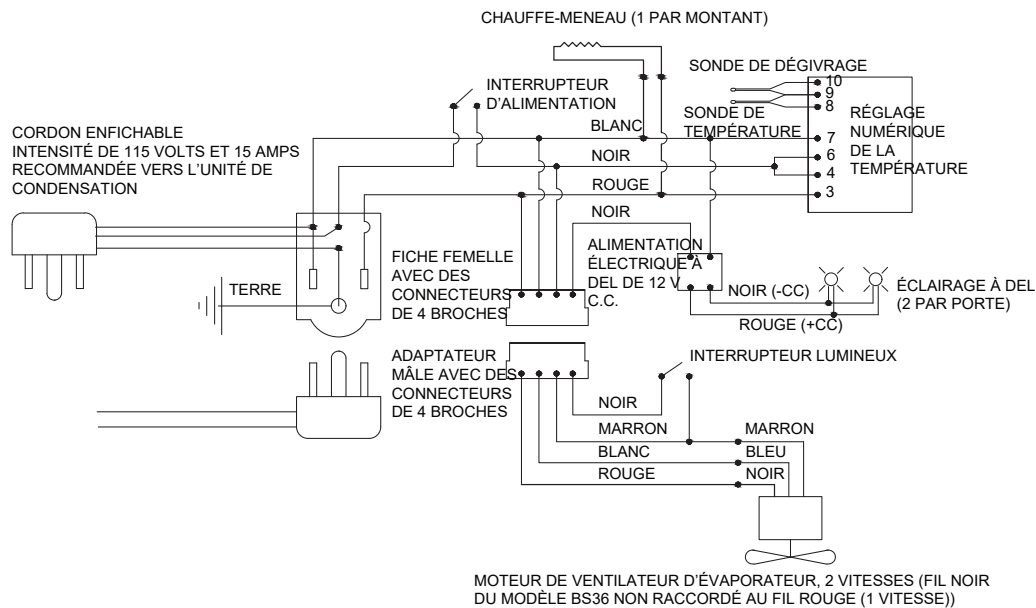 CHAUFFE-MENEAU (1 PAR MONTANT)
SONDE DE DÉGIVRAGE
10
9
8
INTERRUPTEUR
D'ALIMENTATION
SONDE DE
TEMPÉRATURE
RÉGLAGE
NUMÉRIQUE
DE LA
TEMPÉRATURE
7
6
4
3
BLANC
NOIR
ROUGE
NOIR
CORDON ENFICHABLE
INTENSITÉ DE 115 VOLTS ET 15 AMPS
RECOMMANDÉE VERS L'UNITÉ DE
CONDENSATION
TERRE
FICHE FEMELLE
AVEC DES
CONNECTEURS
DE 4 BROCHES
ALIMENTATION
ÉLECTRIQUE À
DEL DE 12 V
C.C.
NOIR (-CC)
ROUGE (+CC)
ÉCLAIRAGE À DEL
(2 PAR PORTE)
ADAPTATEUR
MÂLE AVEC DES
CONNECTEURS
DE 4 BROCHES
INTERRUPTEUR LUMINEUX
NOIR
MARRON
MARRON
BLANC
BLEU
ROUGE
NOIR
MOTEUR DE VENTILATEUR D'ÉVAPORATEUR, 2 VITESSES (FIL NOIR
DU MODÈLE BS36 NON RACCORDÉ AU FIL ROUGE (1 VITESSE))